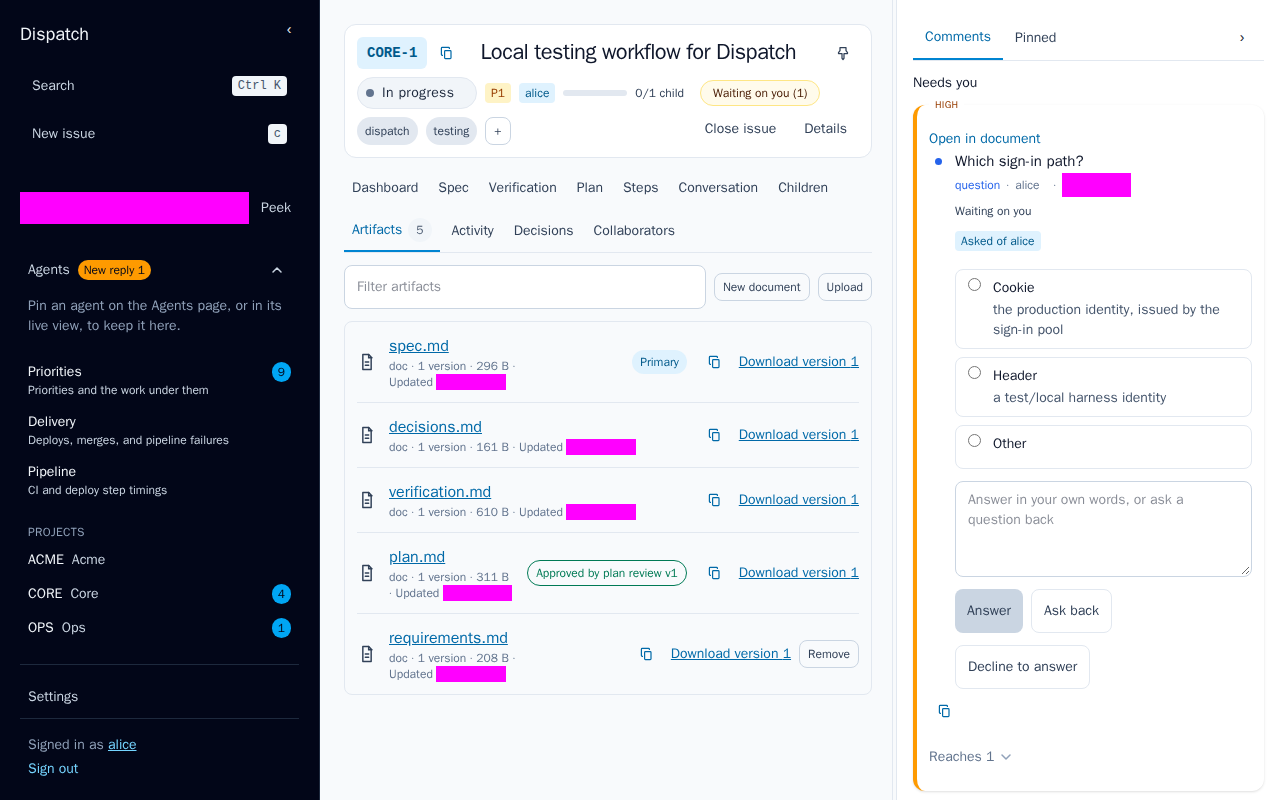 Dispatch
Search
Ctrl K
New issue
C
Peek
Agents
New reply 1
Pin an agent on the Agents page, or in its
live view, to keep it here.
Priorities
9
Priorities and the work under them
Delivery
Deploys, merges, and pipeline failures
Pipeline
CI and deploy step timings
PROJECTS
ACME Acme
CORE Core
4
OPS Ops
1
Settings
Signed in as alice
Sign out
CORE-1
Local testing workflow for Dispatch
In progress
P1
alice
0/1 child
Waiting on you (1)
dispatch
testing
+
Close issue
Details
Dashboard
Spec
Verification
Plan
Steps
Conversation
Children
Artifacts 5
Activity
Decisions
Collaborators
Filter artifacts
New document
Upload
spec.md
doc · 1 version · 296 B ·
Updated
Primary
Download version 1
decisions.md
doc · 1 version · 161 B · Updated
Download version 1
verification.md
doc · 1 version · 610 B · Updated
Download version 1
plan.md
doc · 1 version · 311 B
· Updated
Approved by plan review v1
Download version 1
requirements.md
doc · 1 version · 208 B ·
Updated
Download version 1
Remove
Comments
Pinned
Needs you
HIGH
Open in document
Which sign-in path?
question · alice ·
Waiting on you
Asked of alice
Cookie
the production identity, issued by the
sign-in pool
Header
a test/local harness identity
Other
Answer in your own words, or ask a
question back
Answer
Ask back
Decline to answer
Reaches 1